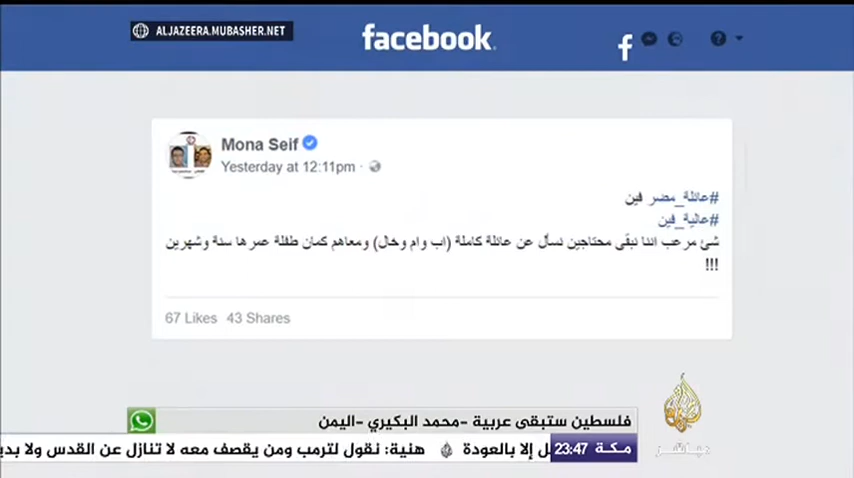 ALJAZEERA.MUBASHER.NET
facebook
Mona Seif
Yesterday at 12:11pm
#عائلة_مضر فين
#عالية_فين
شئ مرعب اننا نبقى محتاجين نسأل عن عائلة كاملة (اب وام وخال) ومعاهم كمان طفلة عمرها سنة وشهرين
!!!
67 Likes 43 Shares
فلسطين ستبقى عربية -محمد البكيري -اليمن
مباشر
مكة 23:47
ل إلا بالعودة هنية: نقول لترمب ومن يقصف معه لا تنازل عن القدس ولا بدي